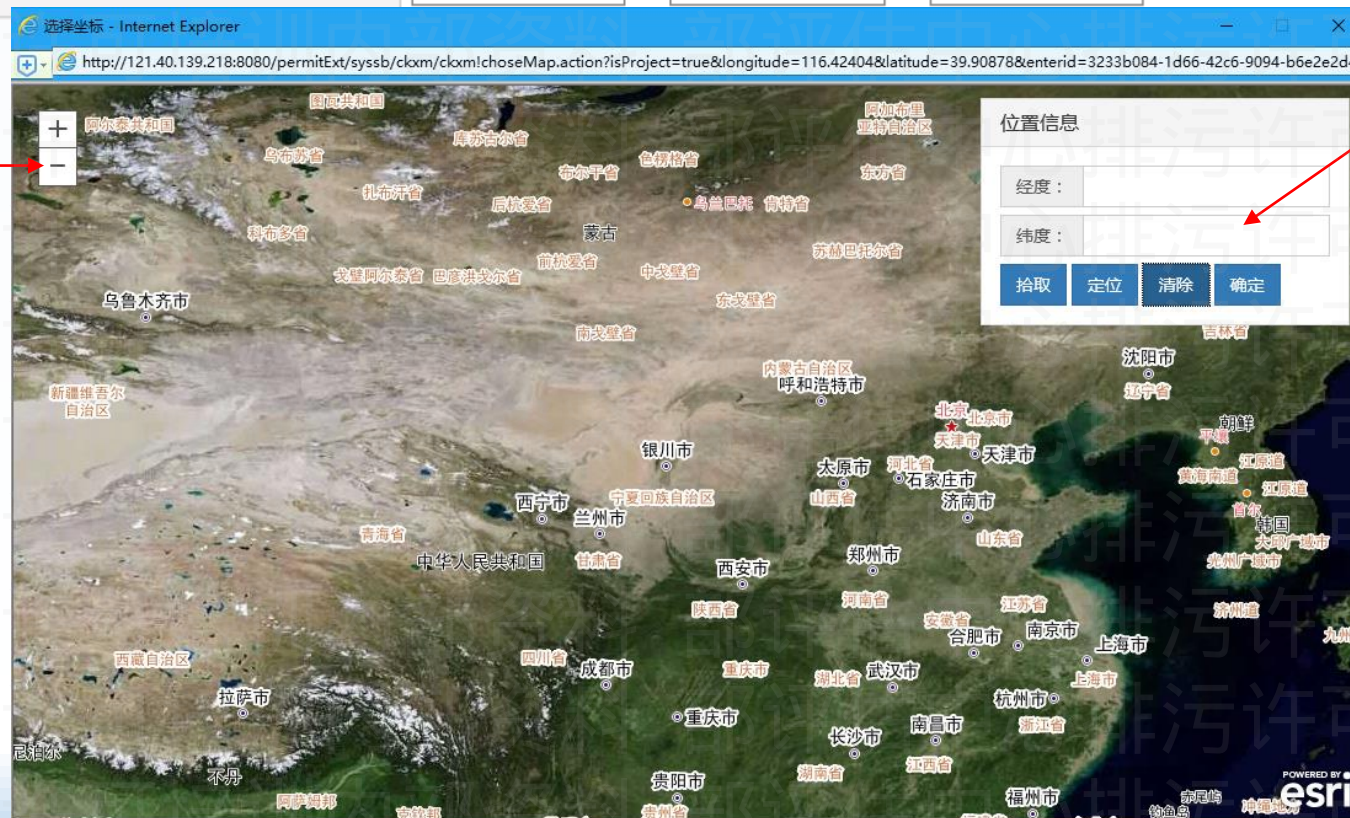 选择坐标 - Internet Explorer
http://121.40.139.218:8080/permitExt/syssb/ckxm/ckxm!choseMap.action?isProject=true&longitude=116.42404&latitude=39.90878&enterid=3233b084-1d66-42c6-9094-b6e2e2d4
位置信息
经度：
纬度：
拾取
定位
清除
确定
+
−
图瓦共和国
阿尔泰共和国
阿加布里
亚特自治区
库苏古尔省
乌布苏省
色楞格省
布尔干省
东方省
扎布汗省
后杭爱省
乌兰巴托
肯特省
科布多省
蒙古
苏赫巴托尔省
前杭爱省
中戈壁省
戈壁阿尔泰省
巴彦洪戈尔省
东戈壁省
乌鲁木齐市
南戈壁省
吉林省
沈阳市
内蒙古自治区
呼和浩特市
辽宁省
新疆维吾尔
自治区
北京
北京市
朝鲜
平壤
天津市
天津市
银川市
江原道
太原市
河北省
石家庄市
黄海南道
江原道
宁夏回族自治区
山西省
济南市
西宁市
兰州市
首尔
韩国
青海省
山东省
大邱广域市
中华人民共和国
甘肃省
西安市
郑州市
光州广域市
陕西省
河南省
江苏省
济州道
安徽省
合肥市
南京市
上海市
九州
西藏自治区
四川省
成都市
重庆市
湖北省
武汉市
上海市
拉萨市
杭州市
重庆市
南昌市
浙江省
长沙市
尼泊尔
不丹
湖南省
江西省
贵阳市
阿萨姆邦
福州市
赤尾屿
钓鱼岛
贵州省
POWERED BY
esri